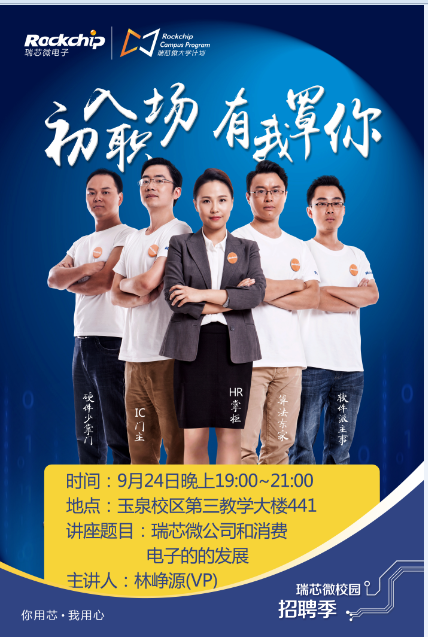 Rockchip
瑞芯微电子
Rockchip
Campus Program
瑞芯微大学计划
初入职场 有我罩你
硬件少掌门
IC门主
HR掌柜
算法东家
软件派主事
时间：9月24日晚上19:00~21:00
地点：玉泉校区第三教学大楼441
讲座题目：瑞芯微公司和消费
电子的的发展
主讲人：林峥源(VP)
你用芯·我用心
瑞芯微校园
招聘季